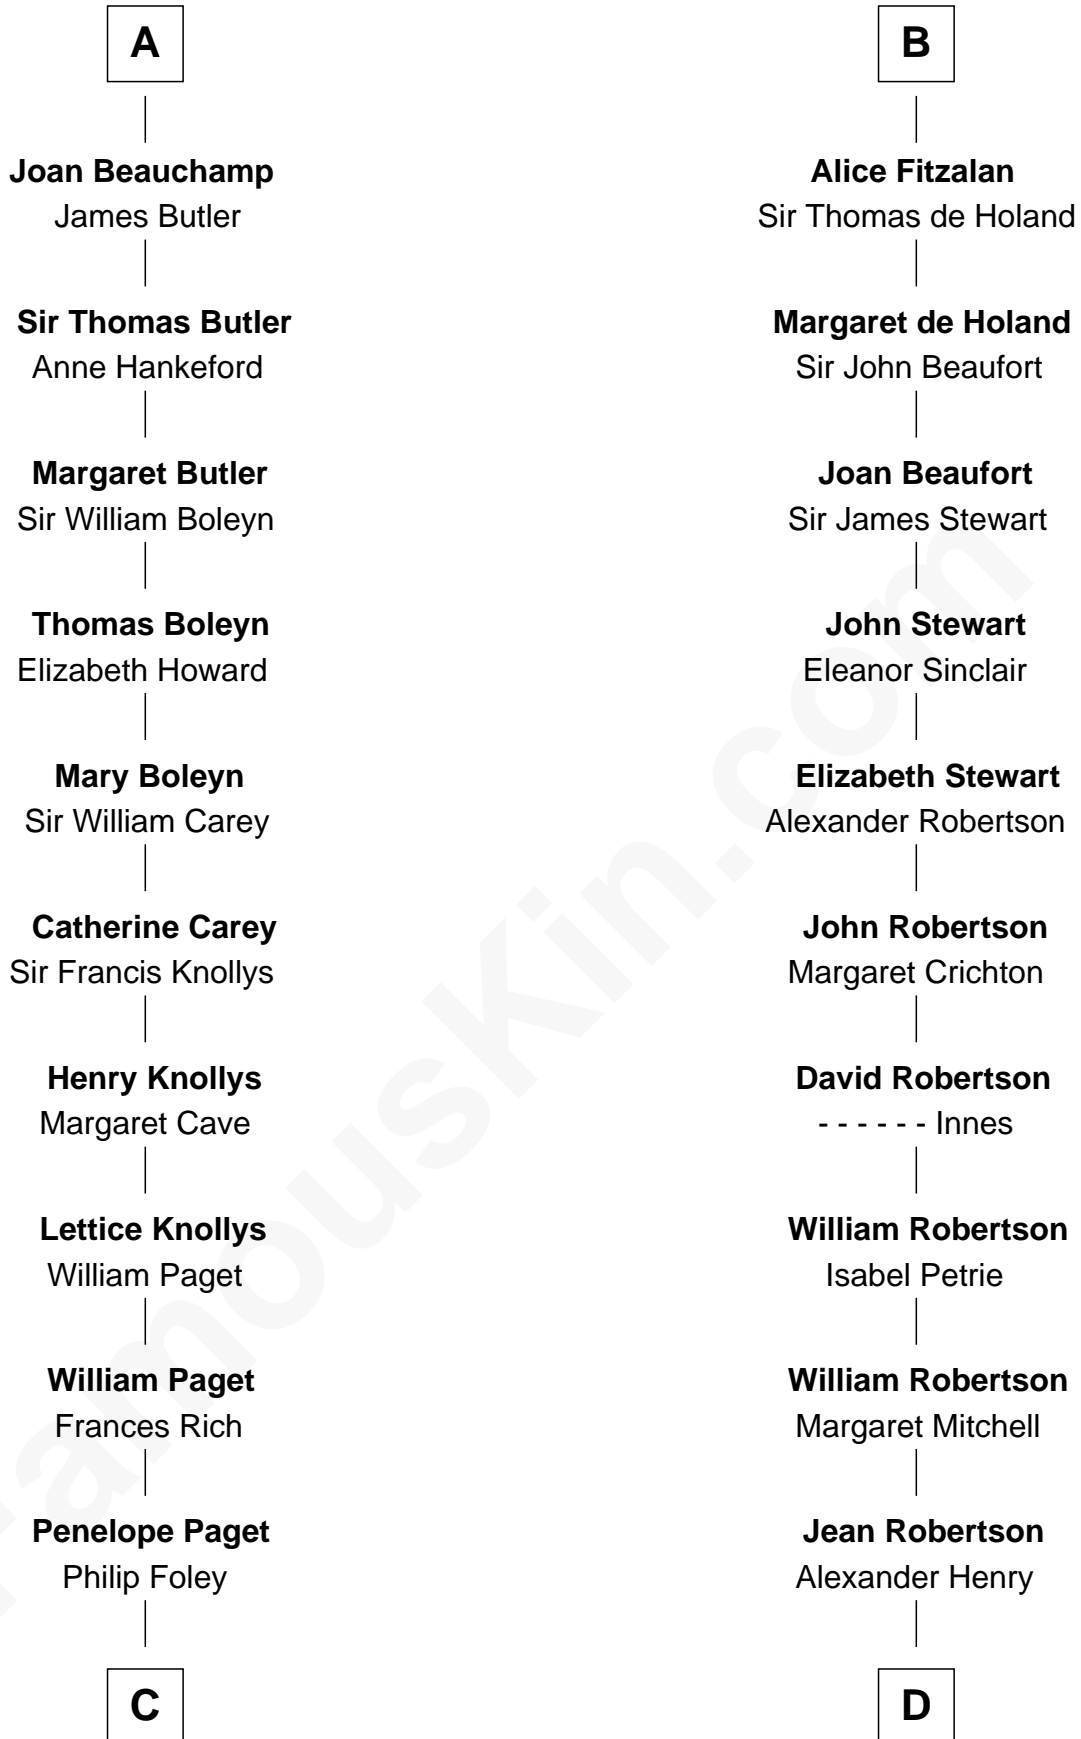 A
Joan Beauchamp
James Butler
Sir Thomas Butler
Anne Hankeford
Margaret Butler
Sir William Boleyn
Thomas Boleyn
Elizabeth Howard
Mary Boleyn
Sir William Carey
Catherine Carey
Sir Francis Knollys
Henry Knollys
Margaret Cave
Lettice Knollys
William Paget
William Paget
Frances Rich
Penelope Paget
Philip Foley
C
B
Alice Fitzalan
Sir Thomas de Holand
Margaret de Holand
Sir John Beaufort
Joan Beaufort
Sir James Stewart
John Stewart
Eleanor Sinclair
Elizabeth Stewart
Alexander Robertson
John Robertson
Margaret Crichton
David Robertson
- - - - - - Innes
William Robertson
Isabel Petrie
William Robertson
Margaret Mitchell
Jean Robertson
Alexander Henry
D
FamousKin.com